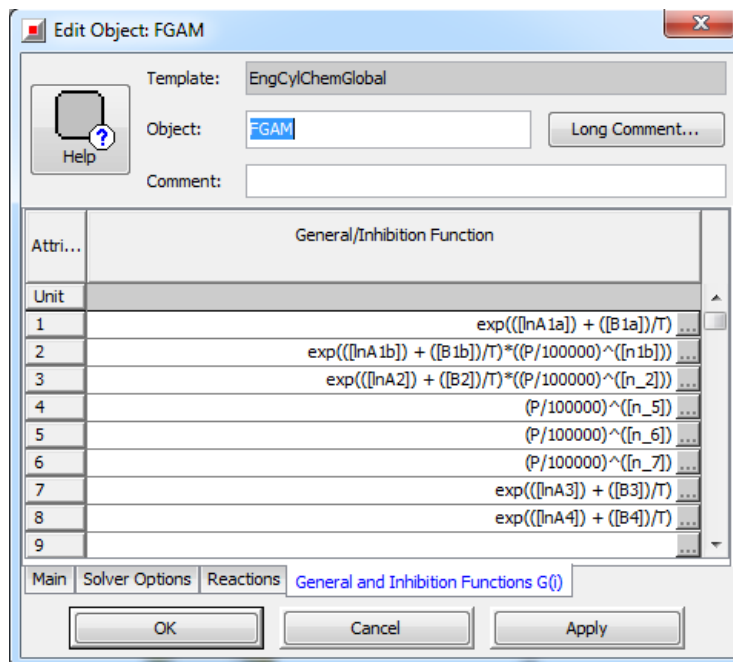 Edit Object: FGAM
x
Template:
EngCylChemGlobal
Help
?
Object:
FGAM
Long Comment...
Comment:
Attri...
General/Inhibition Function
Unit
1 exp(([lnA1a]) + ([B1a])/T) ...
2 exp(([lnA1b]) + ([B1b])/T)*((P/100000)^([n1b])) ...
3 exp(([lnA2]) + ([B2])/T)*((P/100000)^([n_2])) ...
4 (P/100000)^([n_5]) ...
5 (P/100000)^([n_6]) ...
6 (P/100000)^([n_7]) ...
7 exp(([lnA3]) + ([B3])/T) ...
8 exp(([lnA4]) + ([B4])/T) ...
9 ...
Main Solver Options Reactions General and Inhibition Functions G(i)
OK Cancel Apply